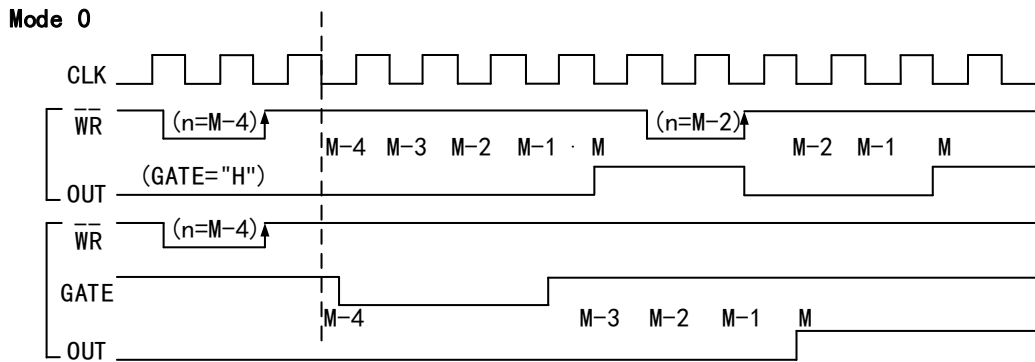 Mode 0
CLK
WR (n=M-4) (n=M-2)
M-4 M-3 M-2 M-1 · M M-2 M-1 M
(GATE="H")
OUT
WR (n=M-4)
GATE
M-4 M-3 M-2 M-1 M
OUT